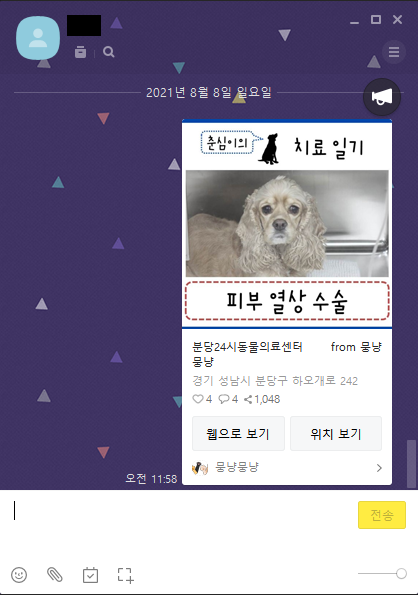 2021년 8월 8일 일요일
춘심이의 치료 일기
피부 열상 수술
분당24시동물의료센터 from 뭉냥
뭉냥
경기 성남시 분당구 하오개로 242
4 4 1,048
웹으로 보기 위치 보기
오전 11:58 뭉냥뭉냥
전송